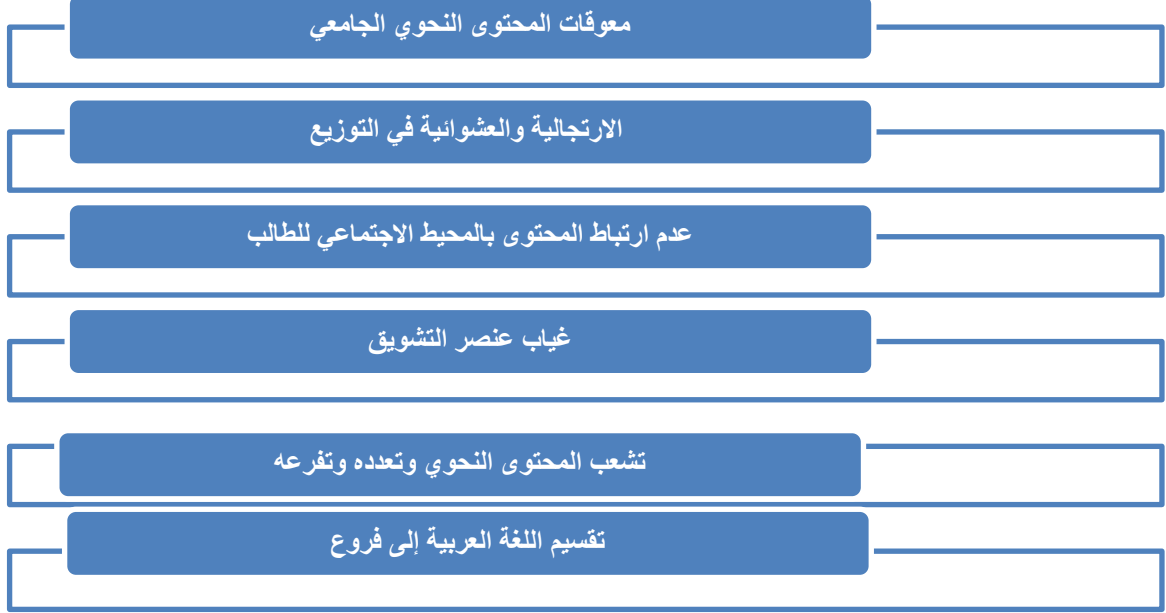 معوقات المحتوى النحوي الجامعي
الارتجالية والعشوائية في التوزيع
عدم ارتباط المحتوى بالمحيط الاجتماعي للطالب
غياب عنصر التشويق
تشعب المحتوى النحوي وتعدده وتفرعه
تقسيم اللغة العربية إلى فروع